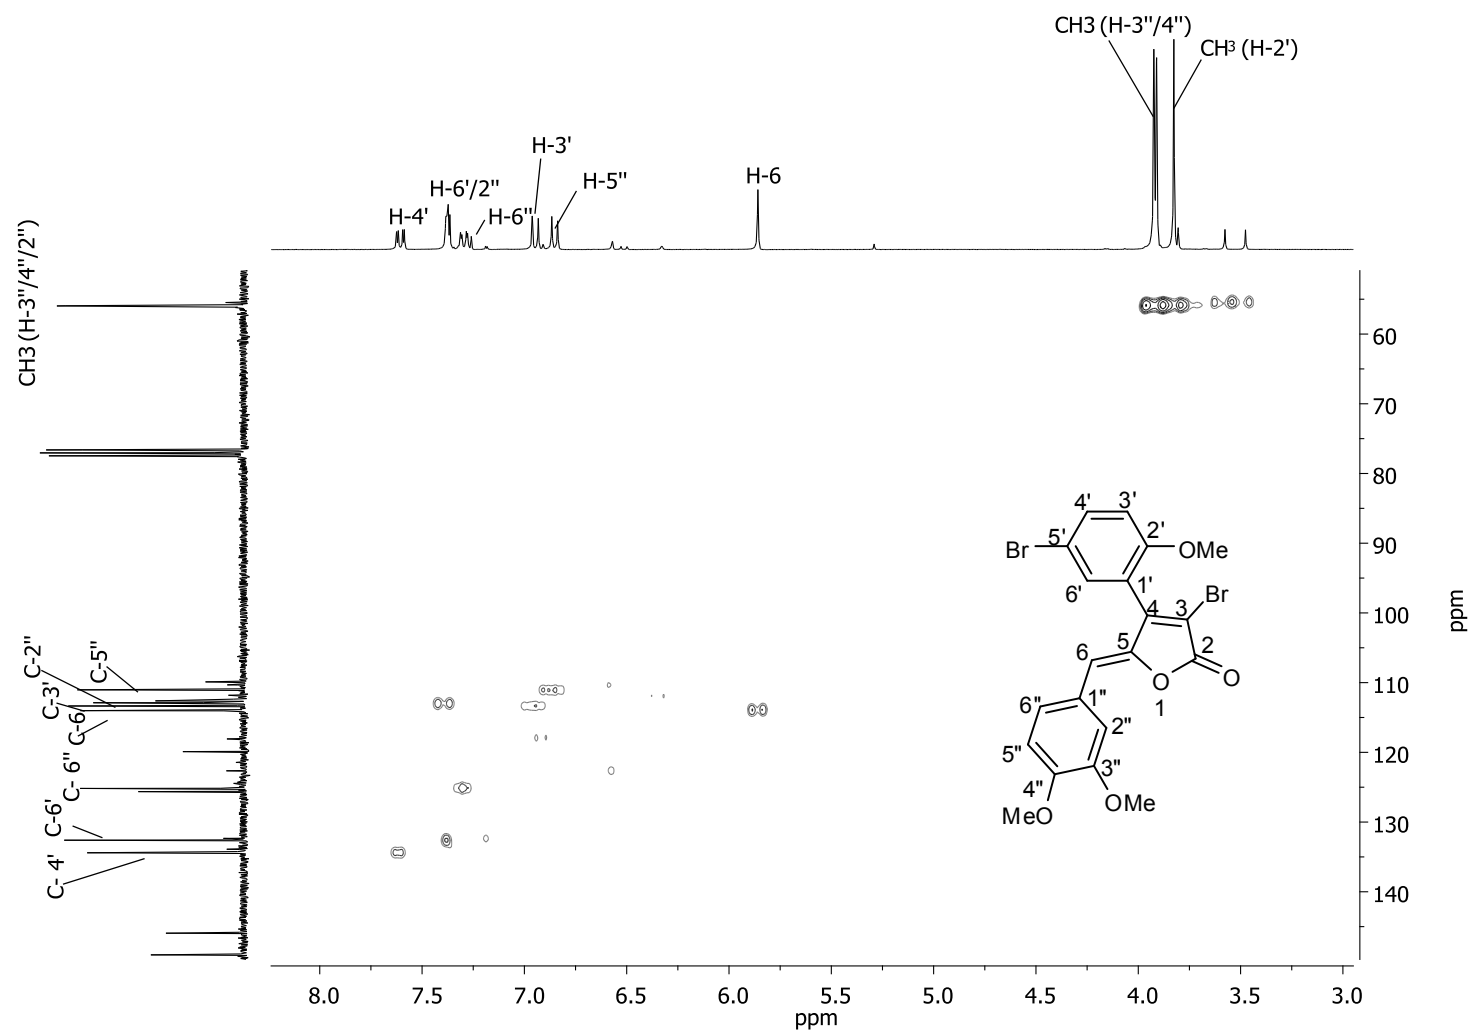 CH3 (H-3"/4")
CH3 (H-2')
H-3'
H-6'/2"
H-5"
H-6
H-4'
H-6"
CH3 (H-3"/4"/2")
C-2"
C-5"
C-3'
C-6
C- 6"
C-6'
C- 4'
60
70
80
90
100
110
120
130
140
ppm
4'
3'
Br
5'
2'
OMe
6'
1'
Br
4
3
6
5
2
O
O
1
6"
1"
2"
5"
3"
4"
OMe
MeO
8.0 7.5 7.0 6.5 6.0 5.5 5.0 4.5 4.0 3.5 3.0
ppm